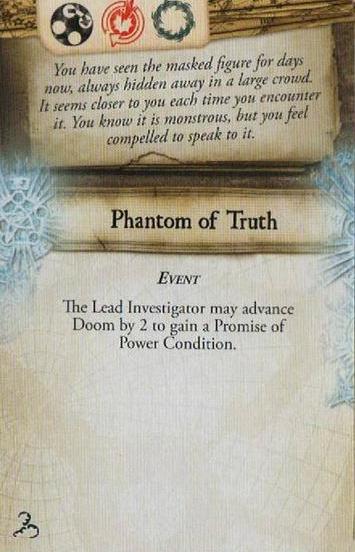 You have seen the masked figure for days
now, always hidden away in a large crowd.
It seems closer to you each time you encounter
it. You know it is monstrous, but you feel
compelled to speak to it.
Phantom of Truth
EVENT
The Lead Investigator may advance
Doom by 2 to gain a Promise of
Power Condition.